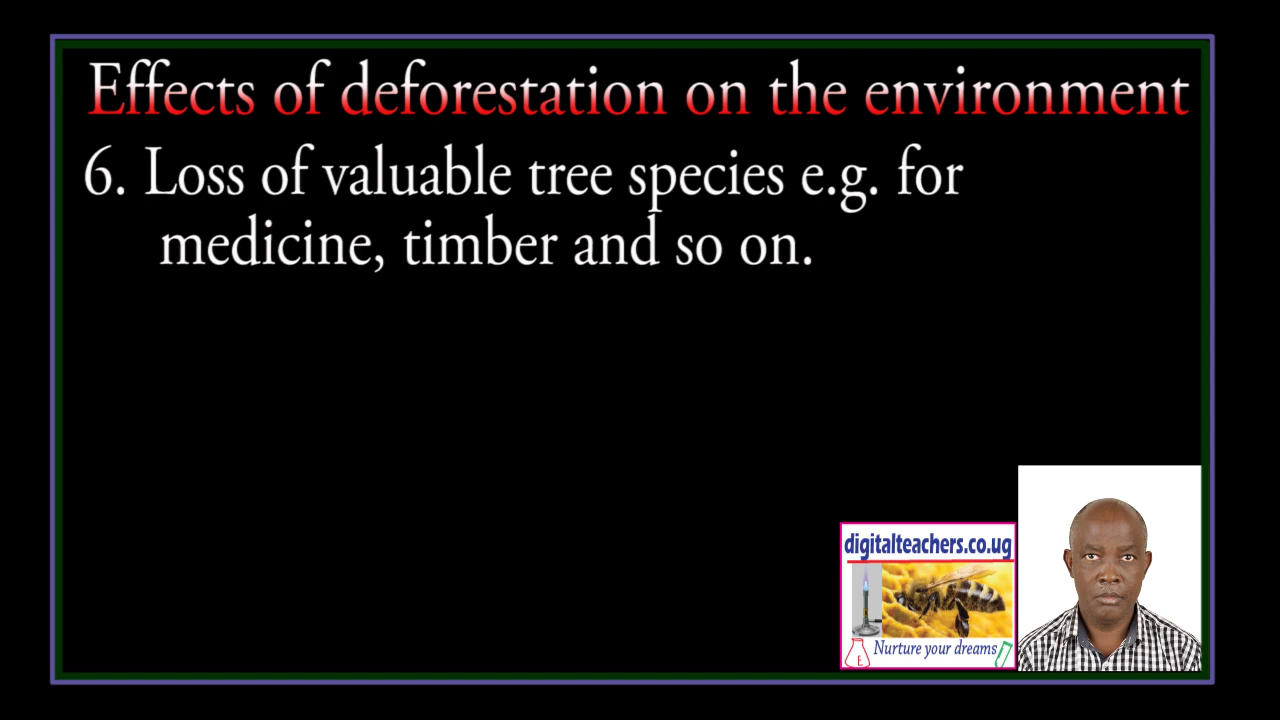 Effects of deforestation on the environment
6. Loss of valuable tree species e.g. for
medicine, timber and so on.
digitalteachers.co.ug
E
Nurture your dreams